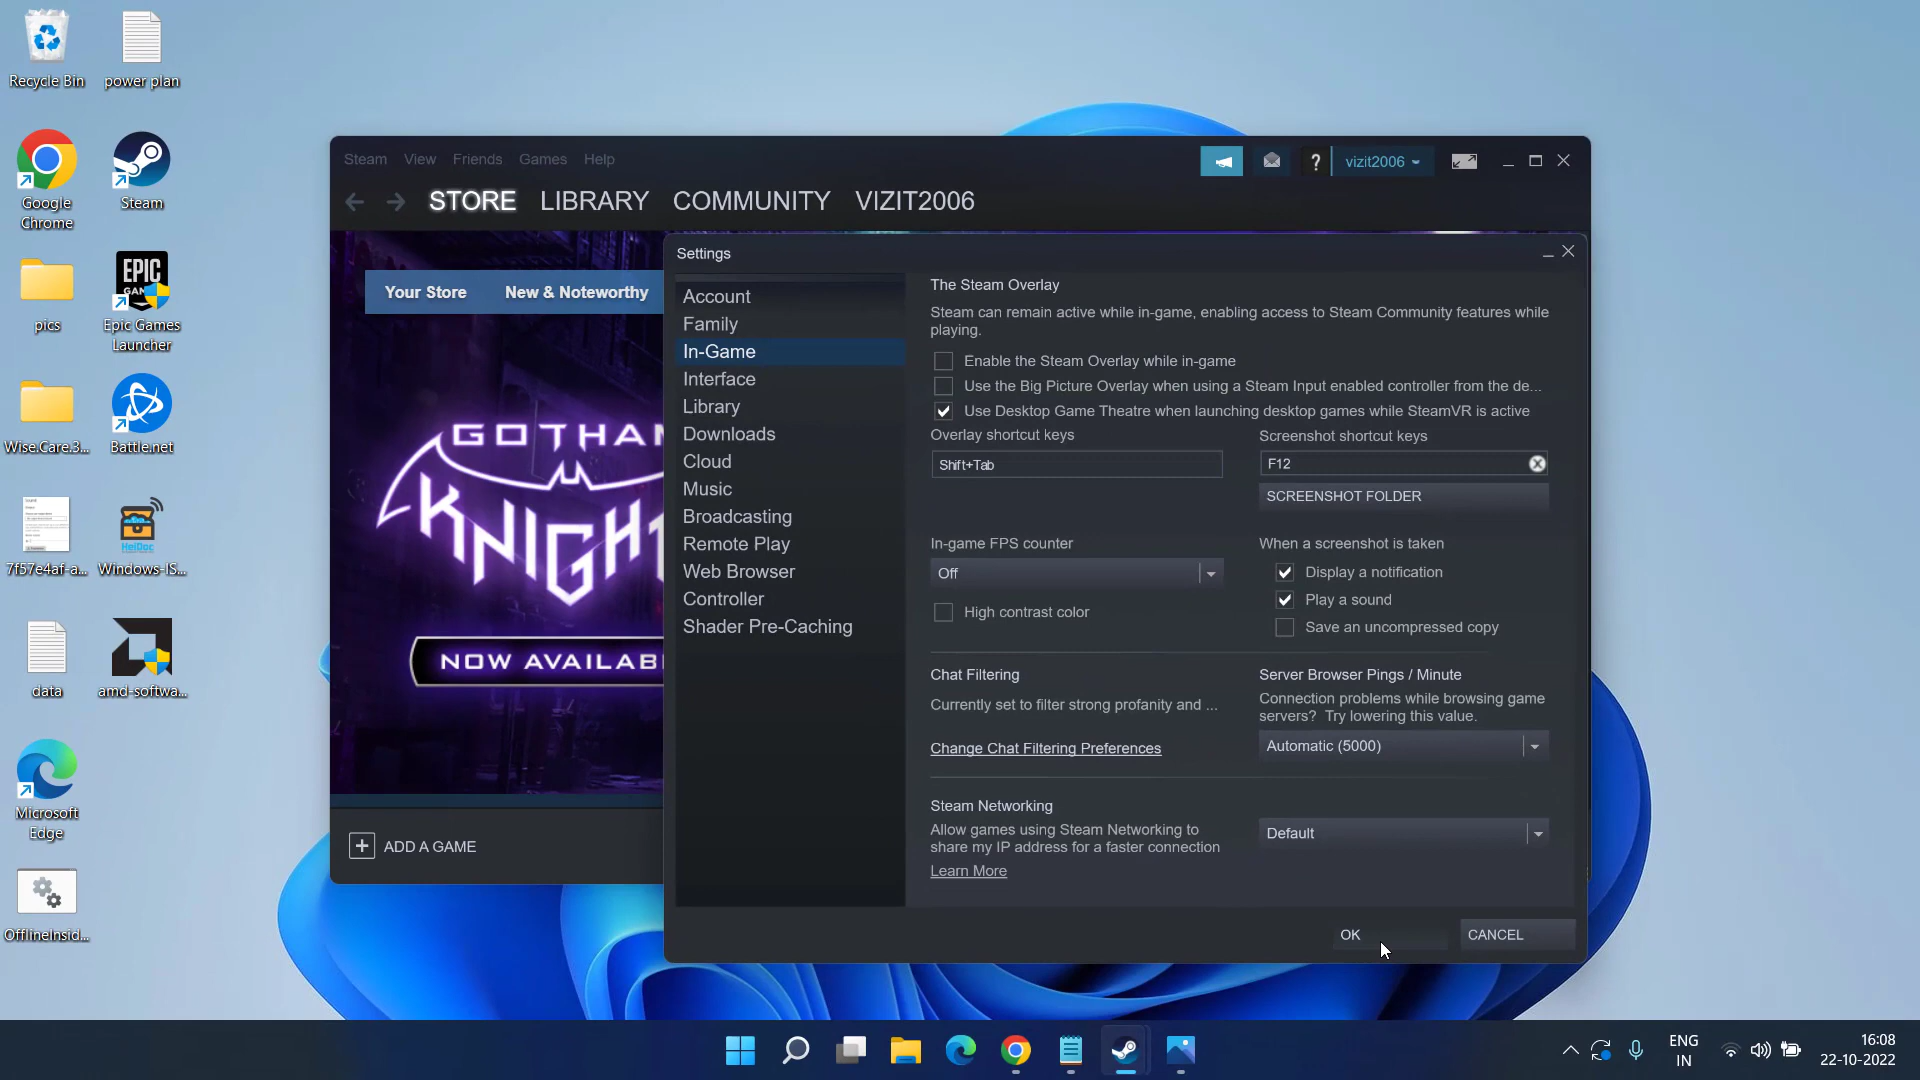 Recycle Bin
power plan
Google
Chrome
Steam
pics
EPIC
GAMES
Epic Games
Launcher
Wise.Care.3...
Battle.net
7f57e4af-a...
HeiDoc
Windows-IS...
data
amd-softwa...
Microsoft
Edge
OfflineInsid...
Steam View Friends Games Help
? vizit2006
STORE LIBRARY COMMUNITY VIZIT2006
Your Store New & Noteworthy
GOTHAM
KNIGHT
NOW AVAILAB
+ ADD A GAME
Settings
Account
Family
In-Game
Interface
Library
Downloads
Cloud
Music
Broadcasting
Remote Play
Web Browser
Controller
Shader Pre-Caching
The Steam Overlay
Steam can remain active while in-game, enabling access to Steam Community features while
playing.
Enable the Steam Overlay while in-game
Use the Big Picture Overlay when using a Steam Input enabled controller from the de...
Use Desktop Game Theatre when launching desktop games while SteamVR is active
Overlay shortcut keys
Shift+Tab
Screenshot shortcut keys
F12
SCREENSHOT FOLDER
In-game FPS counter
Off
High contrast color
When a screenshot is taken
Display a notification
Play a sound
Save an uncompressed copy
Chat Filtering
Currently set to filter strong profanity and ...
Change Chat Filtering Preferences
Server Browser Pings / Minute
Connection problems while browsing game
servers? Try lowering this value.
Automatic (5000)
Steam Networking
Allow games using Steam Networking to
share my IP address for a faster connection
Learn More
Default
OK
CANCEL
ENG
IN
16:08
22-10-2022